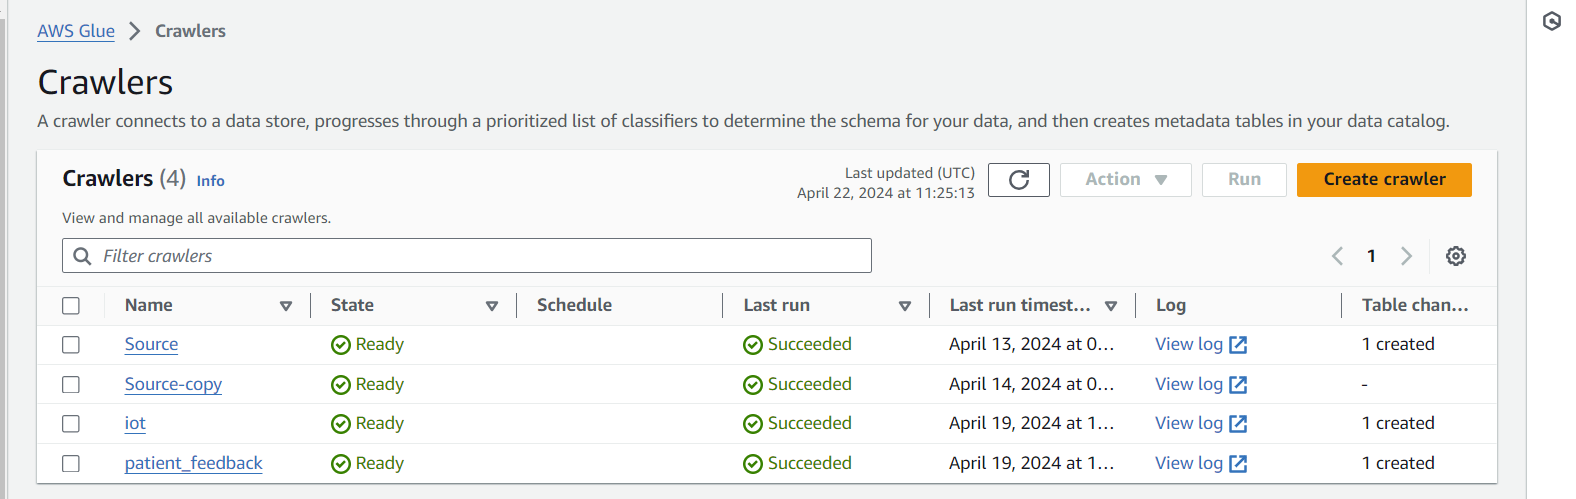 AWS Glue > Crawlers
Crawlers
A crawler connects to a data store, progresses through a prioritized list of classifiers to determine the schema for your data, and then creates metadata tables in your data catalog.
Crawlers (4) Info
Last updated (UTC)
April 22, 2024 at 11:25:13
Action
Run
Create crawler
View and manage all available crawlers.
Filter crawlers
1
Name State Schedule Last run Last run timest... Log Table chan...
Source Ready Succeeded April 13, 2024 at 0... View log 1 created
Source-copy Ready Succeeded April 14, 2024 at 0... View log -
iot Ready Succeeded April 19, 2024 at 1... View log 1 created
patient_feedback Ready Succeeded April 19, 2024 at 1... View log 1 created